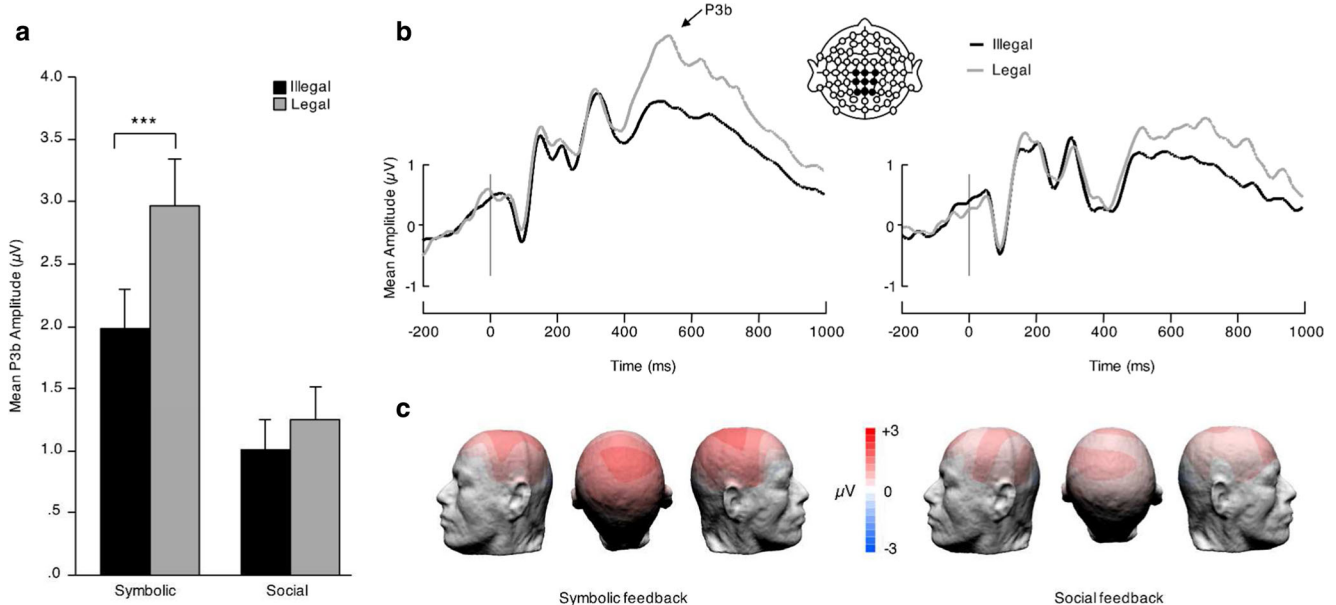 a
4.0
3.5
3.0
2.5
2.0
1.5
1.0
.5
.0
Mean P3b Amplitude (µV)
Illegal
Legal
***
Symbolic
Social
b
P3b
Illegal
Legal
Mean Amplitude (µV)
1
0
-1
-200 0 200 400 600 800 1000
Time (ms)
1
0
-1
-200 0 200 400 600 800 1000
Time (ms)
c
+3
µV 0
-3
Symbolic feedback
Social feedback